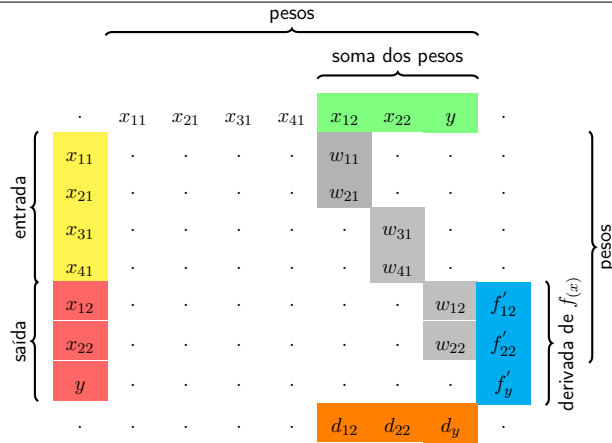 pesos
soma dos pesos
· x₁₁ x₂₁ x₃₁ x₄₁ x₁₂ x₂₂ y ·
x₁₁ · · · · w₁₁ · · ·
x₂₁ · · · · w₂₁ · · ·
x₃₁ · · · · · w₃₁ · ·
x₄₁ · · · · · w₄₁ · ·
x₁₂ · · · · · · w₁₂ f'₁₂
x₂₂ · · · · · · w₂₂ f'₂₂
y · · · · · · · f'y
· · · · · d₁₂ d₂₂ dy ·
entrada
saída
derivada de f₍ₓ₎
pesos